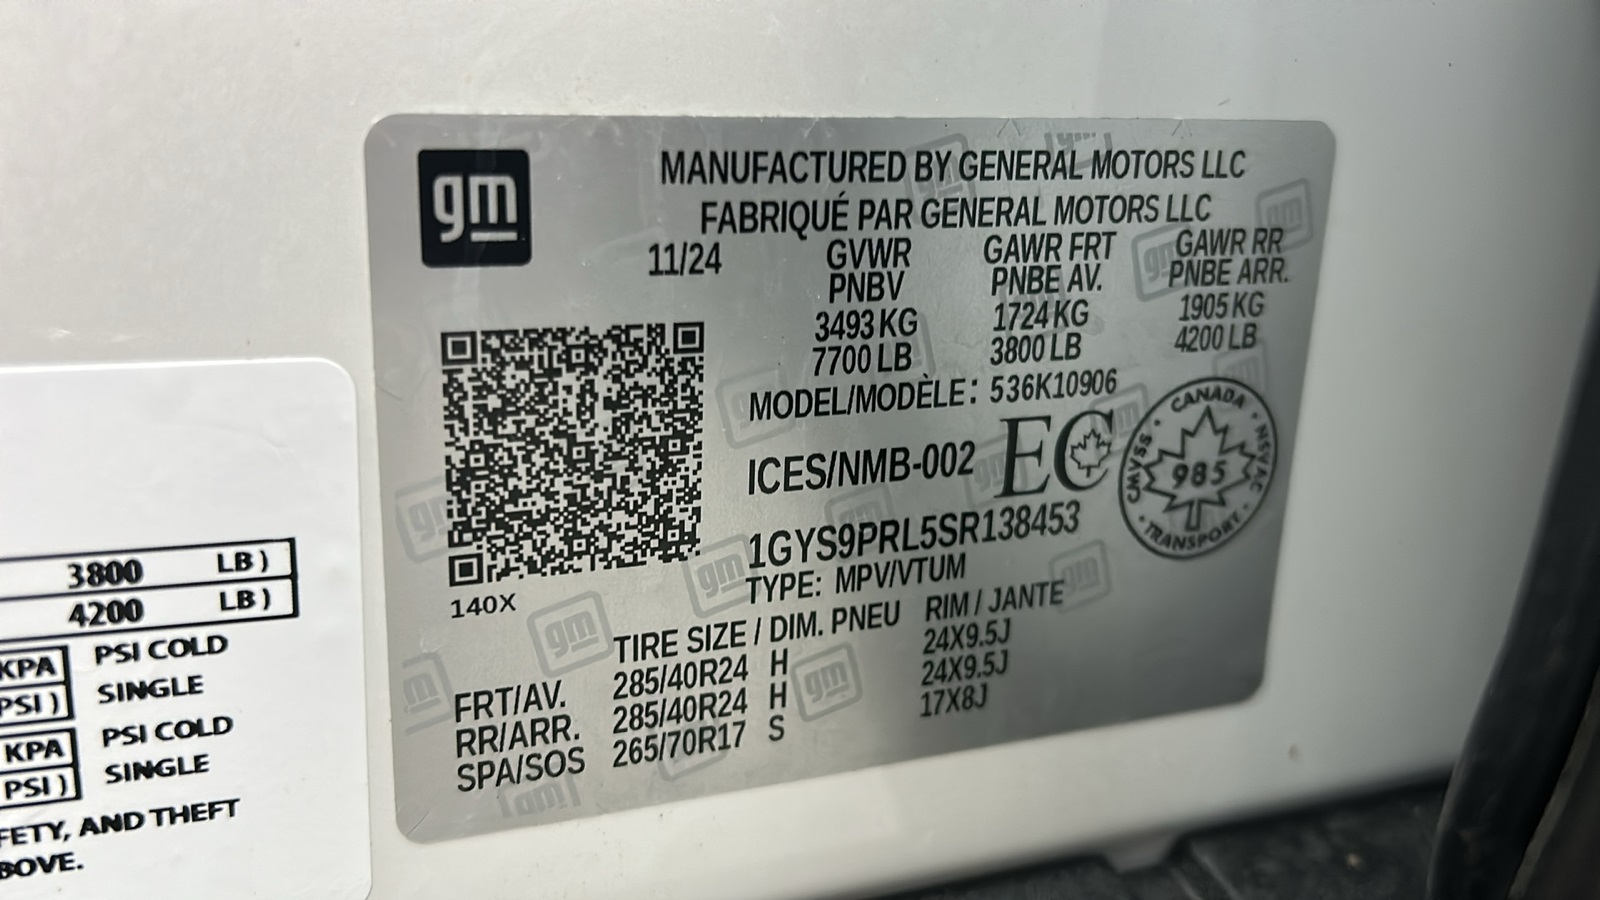 gm
MANUFACTURED BY GENERAL MOTORS LLC
FABRIQUÉ PAR GENERAL MOTORS LLC
11/24 GVWR GAWR FRT GAWR RR
PNBV PNBE AV. PNBE ARR.
3493 KG 1724 KG 1905 KG
7700 LB 3800 LB 4200 LB
MODEL/MODÈLE: 536K10906
ICES/NMB-002 EC
CANADA
CMVSS 985 NSVAC
TRANSPORT
1GYS9PRL5SR138453
TYPE: MPV/VTUM
140X
TIRE SIZE / DIM. PNEU RIM / JANTE
FRT/AV. 285/40R24 H 24X9.5J
RR/ARR. 285/40R24 H 24X9.5J
SPA/SOS 265/70R17 S 17X8J
3800 LB)
4200 LB)
KPA PSI COLD
PSI) SINGLE
KPA PSI COLD
PSI) SINGLE
AND THEFT